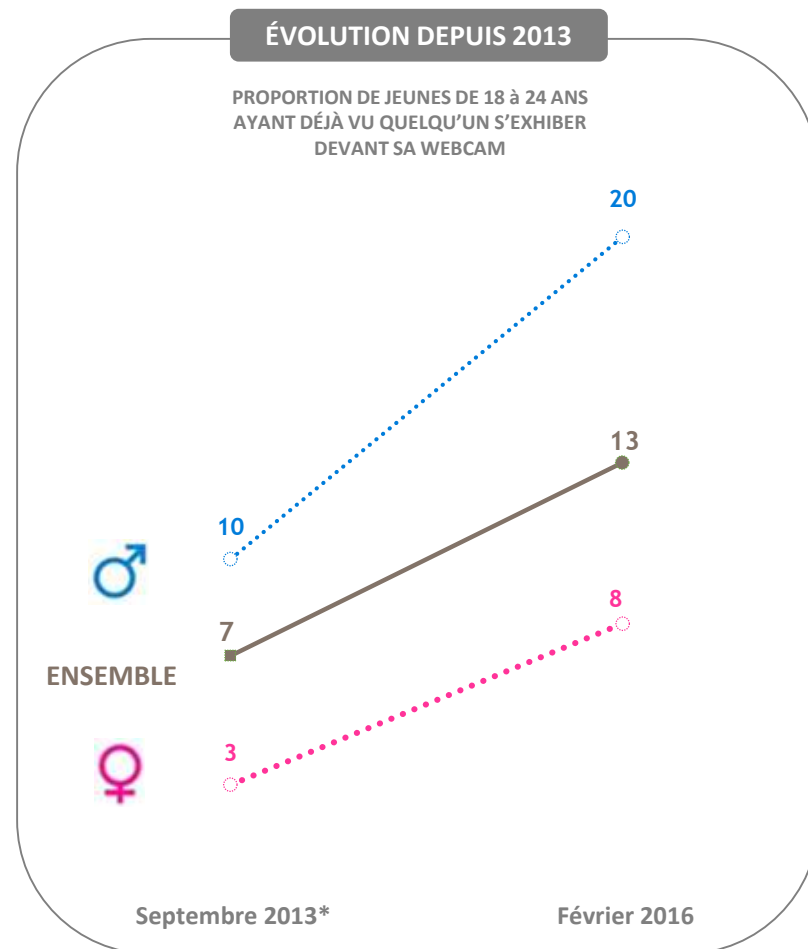 ÉVOLUTION DEPUIS 2013
PROPORTION DE JEUNES DE 18 à 24 ANS
AYANT DÉJÀ VU QUELQU'UN S'EXHIBER
DEVANT SA WEBCAM
20
13
10
8
7
ENSEMBLE
3
Septembre 2013*
Février 2016